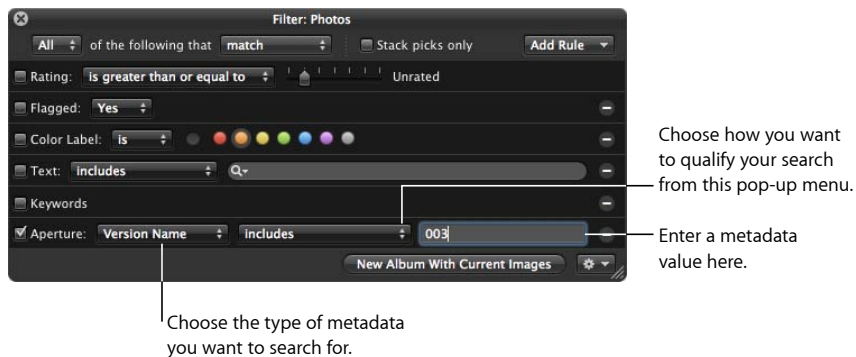 Filter: Photos
All of the following that match Stack picks only Add Rule
Rating: is greater than or equal to Unrated
Flagged: Yes
Color Label: is
Text: includes
Keywords
Aperture: Version Name includes 003
New Album With Current Images
Choose how you want
to qualify your search
from this pop-up menu.
Enter a metadata
value here.
Choose the type of metadata
you want to search for.